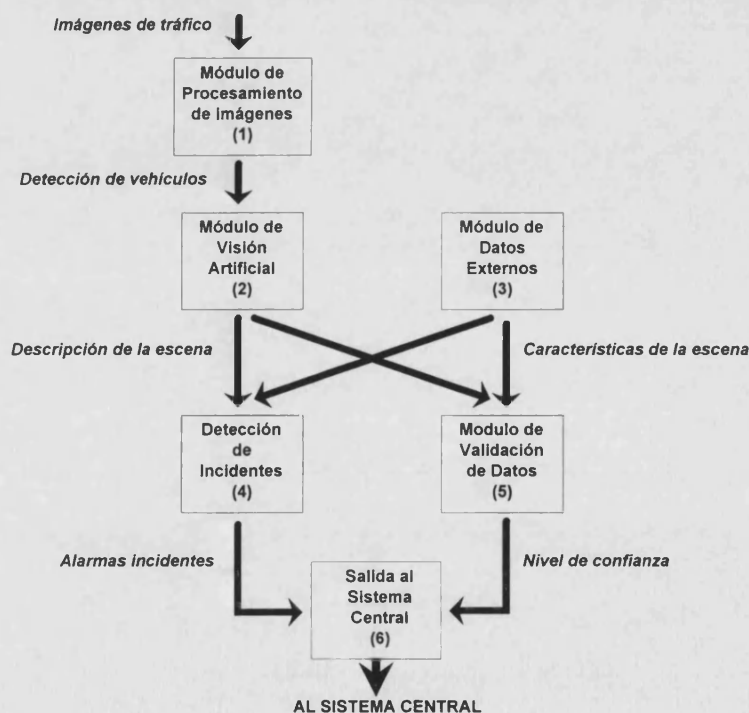 Imágenes de tráfico
Módulo de
Procesamiento
de imágenes
(1)
Detección de vehículos
Módulo de
Visión
Artificial
(2)
Módulo de
Datos
Externos
(3)
Descripción de la escena
Características de la escena
Detección
de
Incidentes
(4)
Modulo de
Validación
de Datos
(5)
Alarmas incidentes
Nivel de confianza
Salida al
Sistema
Central
(6)
AL SISTEMA CENTRAL